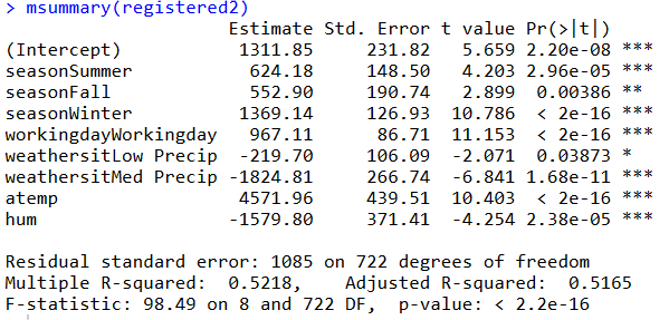 > msummary(registered2)
Estimate Std. Error t value Pr(>|t|)
(Intercept) 1311.85 231.82 5.659 2.20e-08 ***
seasonSummer 624.18 148.50 4.203 2.96e-05 ***
seasonFall 552.90 190.74 2.899 0.00386 **
seasonWinter 1369.14 126.93 10.786 < 2e-16 ***
workingdayWorkingday 967.11 86.71 11.153 < 2e-16 ***
weathersitLow Precip -219.70 106.09 -2.071 0.03873 *
weathersitMed Precip -1824.81 266.74 -6.841 1.68e-11 ***
atemp 4571.96 439.51 10.403 < 2e-16 ***
hum -1579.80 371.41 -4.254 2.38e-05 ***
Residual standard error: 1085 on 722 degrees of freedom
Multiple R-squared: 0.5218, Adjusted R-squared: 0.5165
F-statistic: 98.49 on 8 and 722 DF, p-value: < 2.2e-16